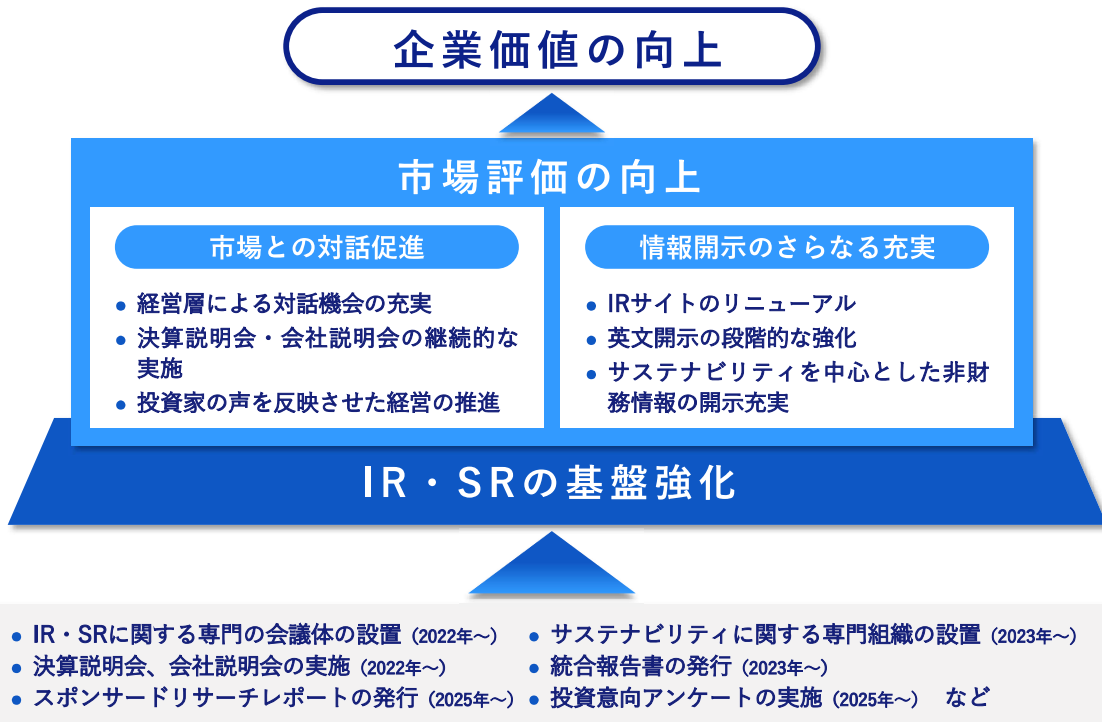 企業価値の向上
市場評価の向上
市場との対話促進
● 経営層による対話機会の充実
● 決算説明会・会社説明会の継続的な
実施
● 投資家の声を反映させた経営の推進
情報開示のさらなる充実
● IRサイトのリニューアル
● 英文開示の段階的な強化
● サステナビリティを中心とした非財
務情報の開示充実
IR・SRの基盤強化
● IR・SRに関する専門の会議体の設置（2022年～）
● 決算説明会、会社説明会の実施（2022年～）
● スポンサードリサーチレポートの発行（2025年～）
● サステナビリティに関する専門組織の設置（2023年～）
● 統合報告書の発行（2023年～）
● 投資意向アンケートの実施（2025年～） など